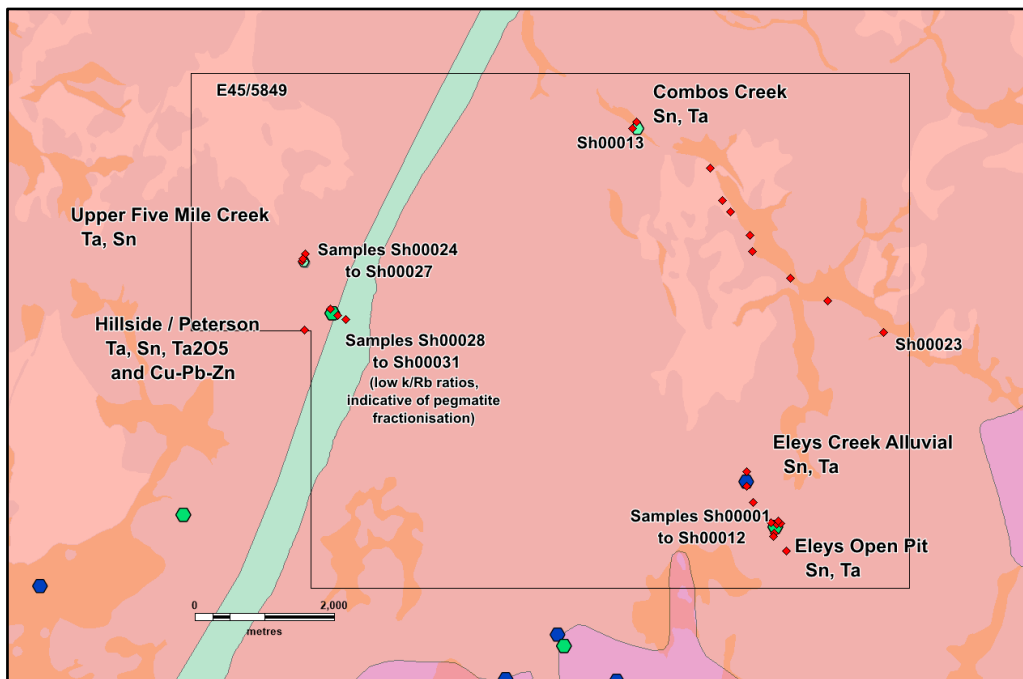 E45/5849
Combos Creek
Sn, Ta
Sh00013
Upper Five Mile Creek
Ta, Sn
Samples Sh00024
to Sh00027
Hillside / Peterson
Ta, Sn, Ta2O5
and Cu-Pb-Zn
Samples Sh00028
to Sh00031
(low k/Rb ratios,
indicative of pegmatite
fractionisation)
Sh00023
Eleys Creek Alluvial
Sn, Ta
Samples Sh00001
to Sh00012
Eleys Open Pit
Sn, Ta
0 2,000
metres